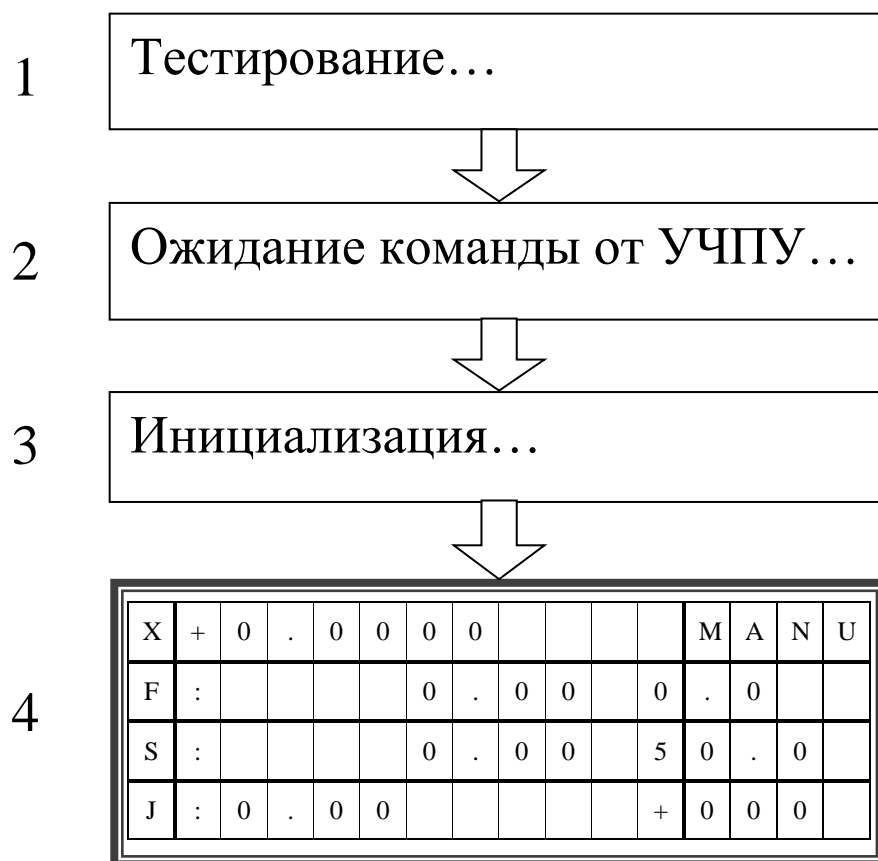 1 Тестирование…
2 Ожидание команды от УЧПУ…
3 Инициализация…
4
X + 0 . 0 0 0 0 M A N U
F : 0 . 0 0 0 . 0
S : 0 . 0 0 5 0 . 0
J : 0 . 0 0 + 0 0 0